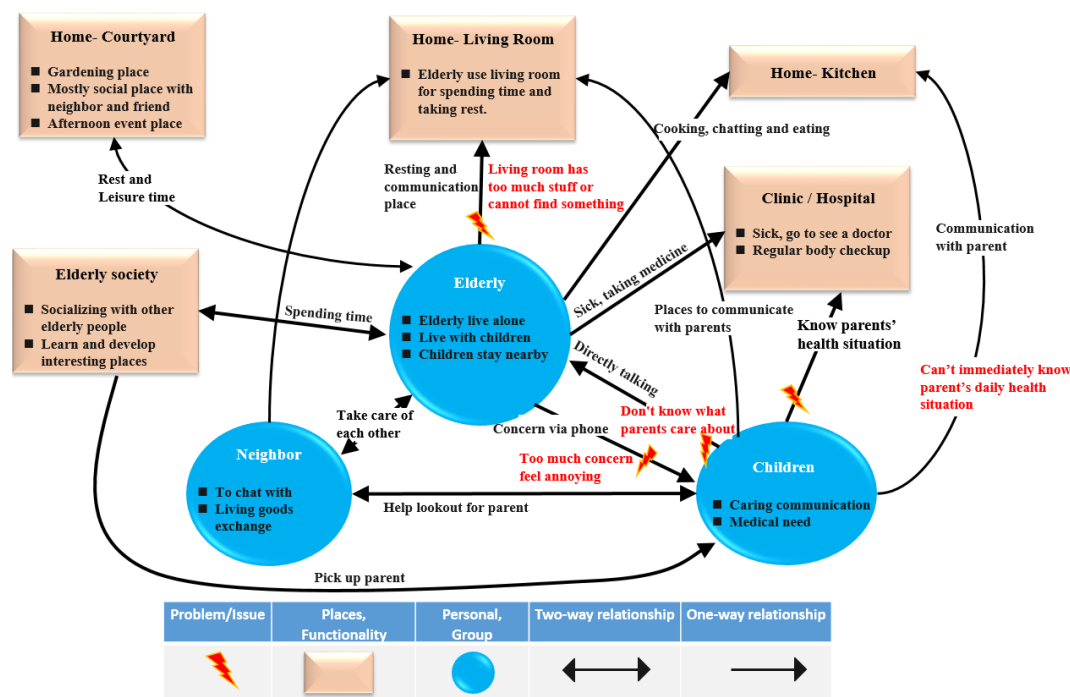 Home- Courtyard
Gardening place
Mostly social place with
neighbor and friend
Afternoon event place
Home- Living Room
Elderly use living room
for spending time and
taking rest.
Home- Kitchen
Cooking, chatting and eating
Rest and
Leisure time
Resting and
communication
place
Living room has
too much stuff or
cannot find something
Clinic / Hospital
Sick, go to see a doctor
Regular body checkup
Communication
with parent
Elderly society
Socializing with other
elderly people
Learn and develop
interesting places
Spending time
Elderly
Elderly live alone
Live with children
Children stay nearby
Sick, taking medicine
Places to communicate
with parents
Know parents’
health situation
Can’t immediately know
parent’s daily health
situation
Directly talking
Don't know what
parents care about
Take care of
each other
Concern via phone
Too much concern
feel annoying
Neighbor
To chat with
Living goods
exchange
Help lookout for parent
Children
Caring communication
Medical need
Pick up parent
Problem/Issue
Places,
Functionality
Personal,
Group
Two-way relationship
One-way relationship